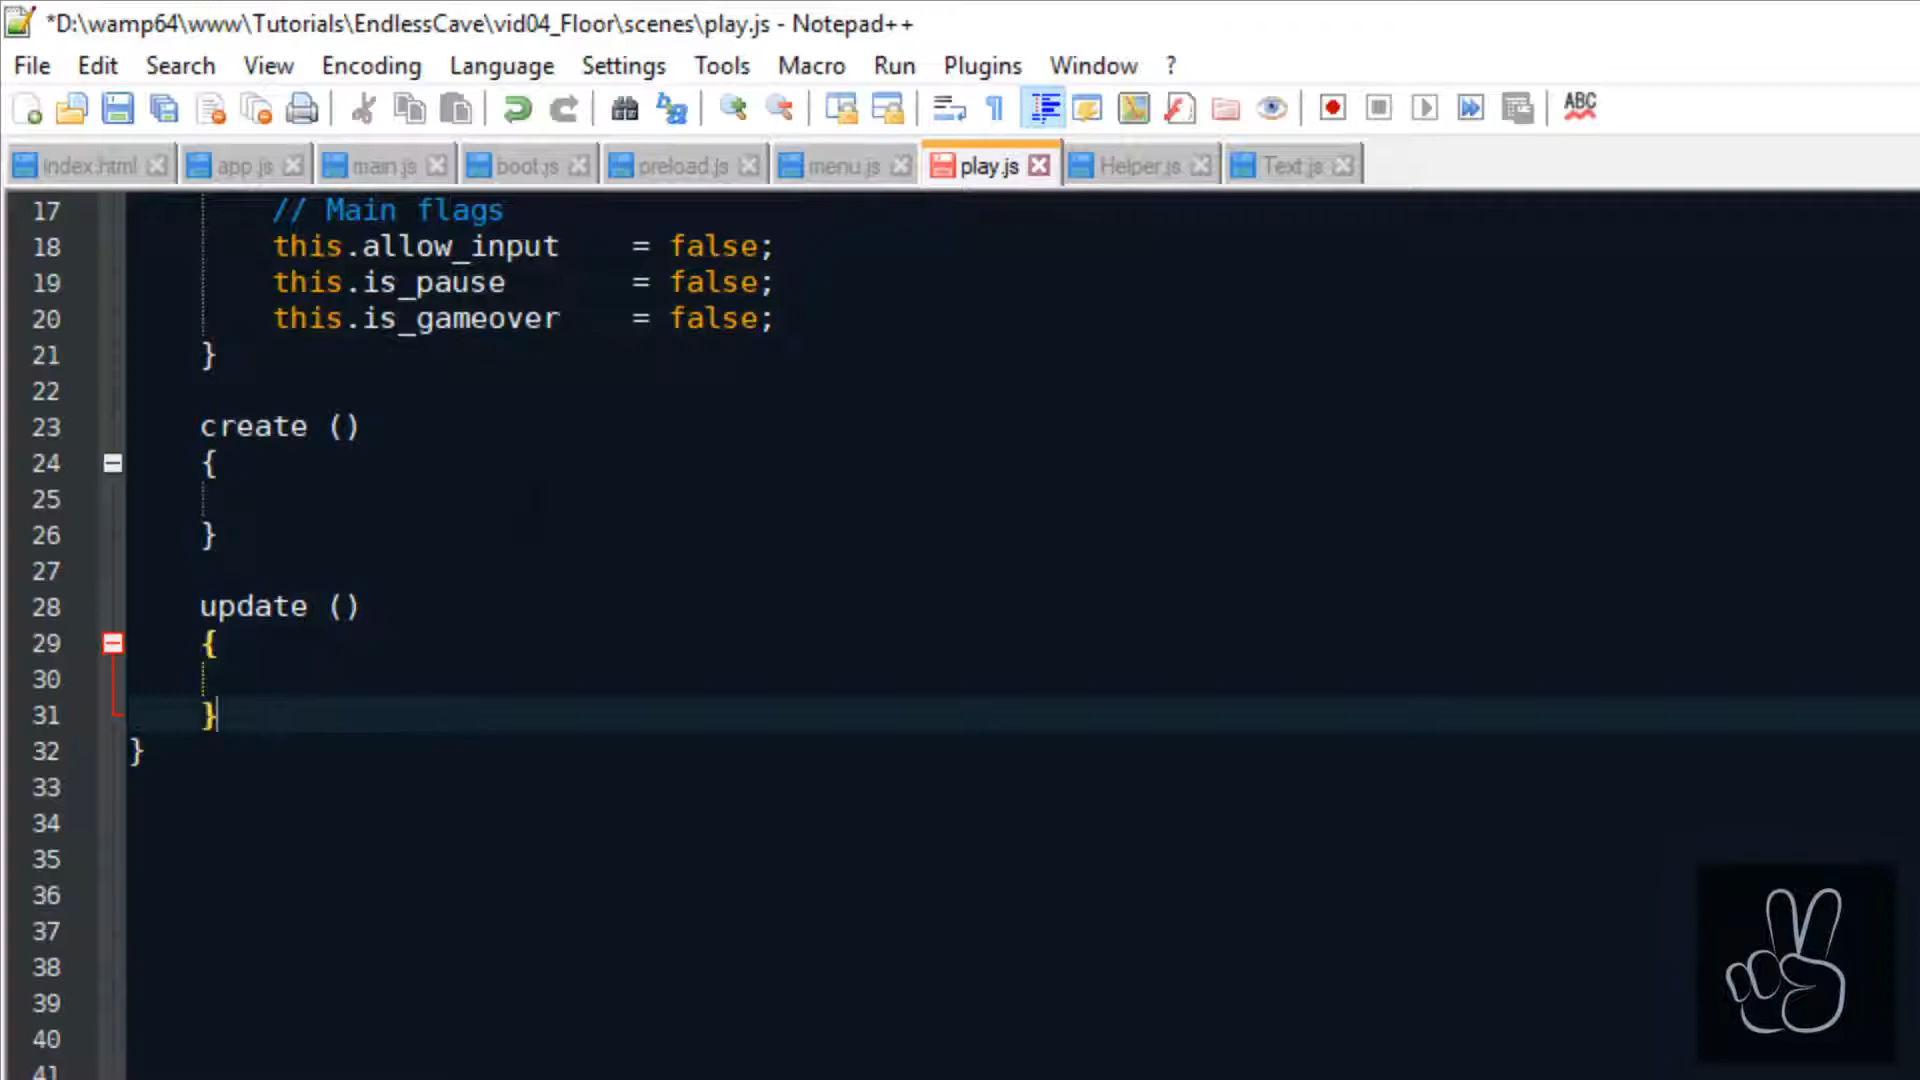 *D:\wamp64\www\Tutorials\EndlessCave\vid04_Floor\scenes\play.js - Notepad++
File Edit Search View Encoding Language Settings Tools Macro Run Plugins Window ?
ABC
index.html app.js main.js boot.js preload.js menu.js play.js Helper.js Text.js
17 // Main flags
18 this.allow_input = false;
19 this.is_pause = false;
20 this.is_gameover = false;
21 }
22
23 create ()
24 {
25
26 }
27
28 update ()
29 {
30
31 }
32 }
33
34
35
36
37
38
39
40
41